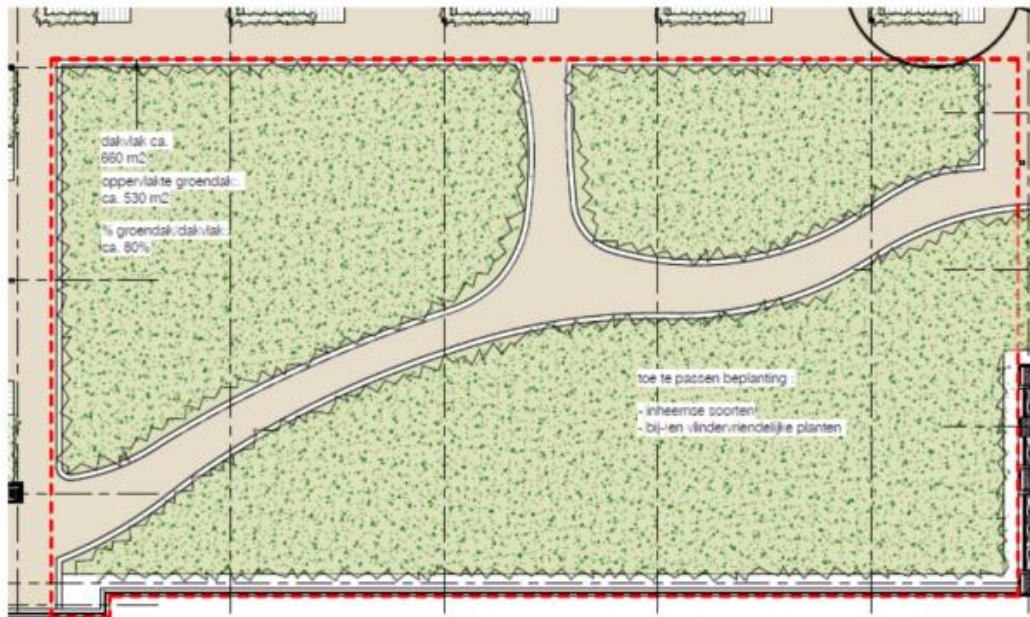 dakvlak ca.
660 m2
oppervlakte groendak:
ca. 530 m2
% groendak/dakvlak:
ca. 80%
toe te passen beplanting :
- inheemse soorten
- bij- en vlindervriendelijke planten